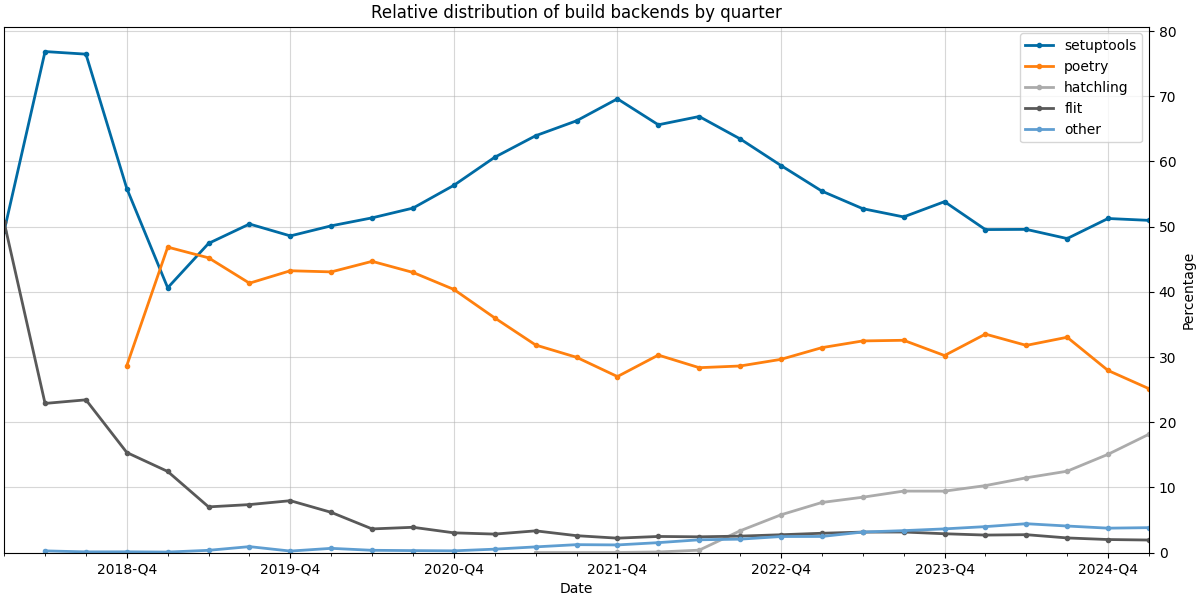 Relative distribution of build backends by quarter
setuptools
poetry
hatchling
flit
other
80
70
60
50
40
30
20
10
0
Percentage
2018-Q4 2019-Q4 2020-Q4 2021-Q4 2022-Q4 2023-Q4 2024-Q4
Date